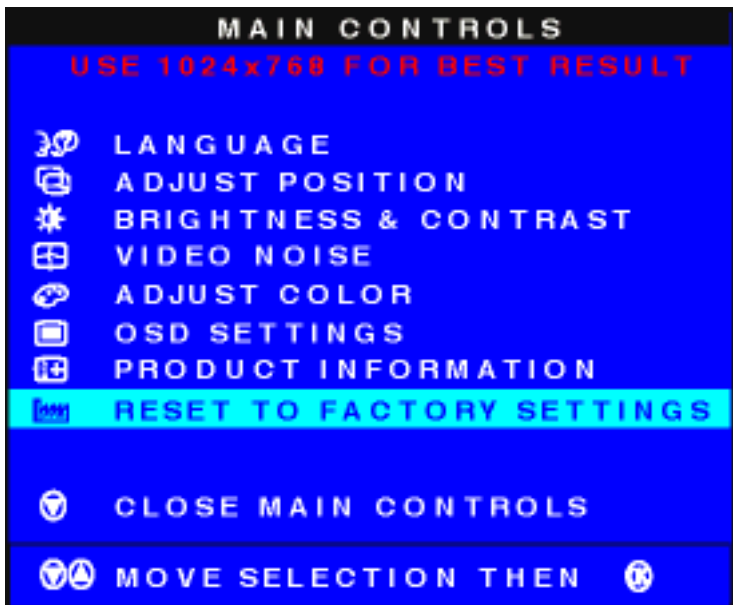 MAIN CONTROLS
USE 1024x768 FOR BEST RESULT
LANGUAGE
ADJUST POSITION
BRIGHTNESS & CONTRAST
VIDEO NOISE
ADJUST COLOR
OSD SETTINGS
PRODUCT INFORMATION
RESET TO FACTORY SETTINGS
CLOSE MAIN CONTROLS
MOVE SELECTION THEN OK